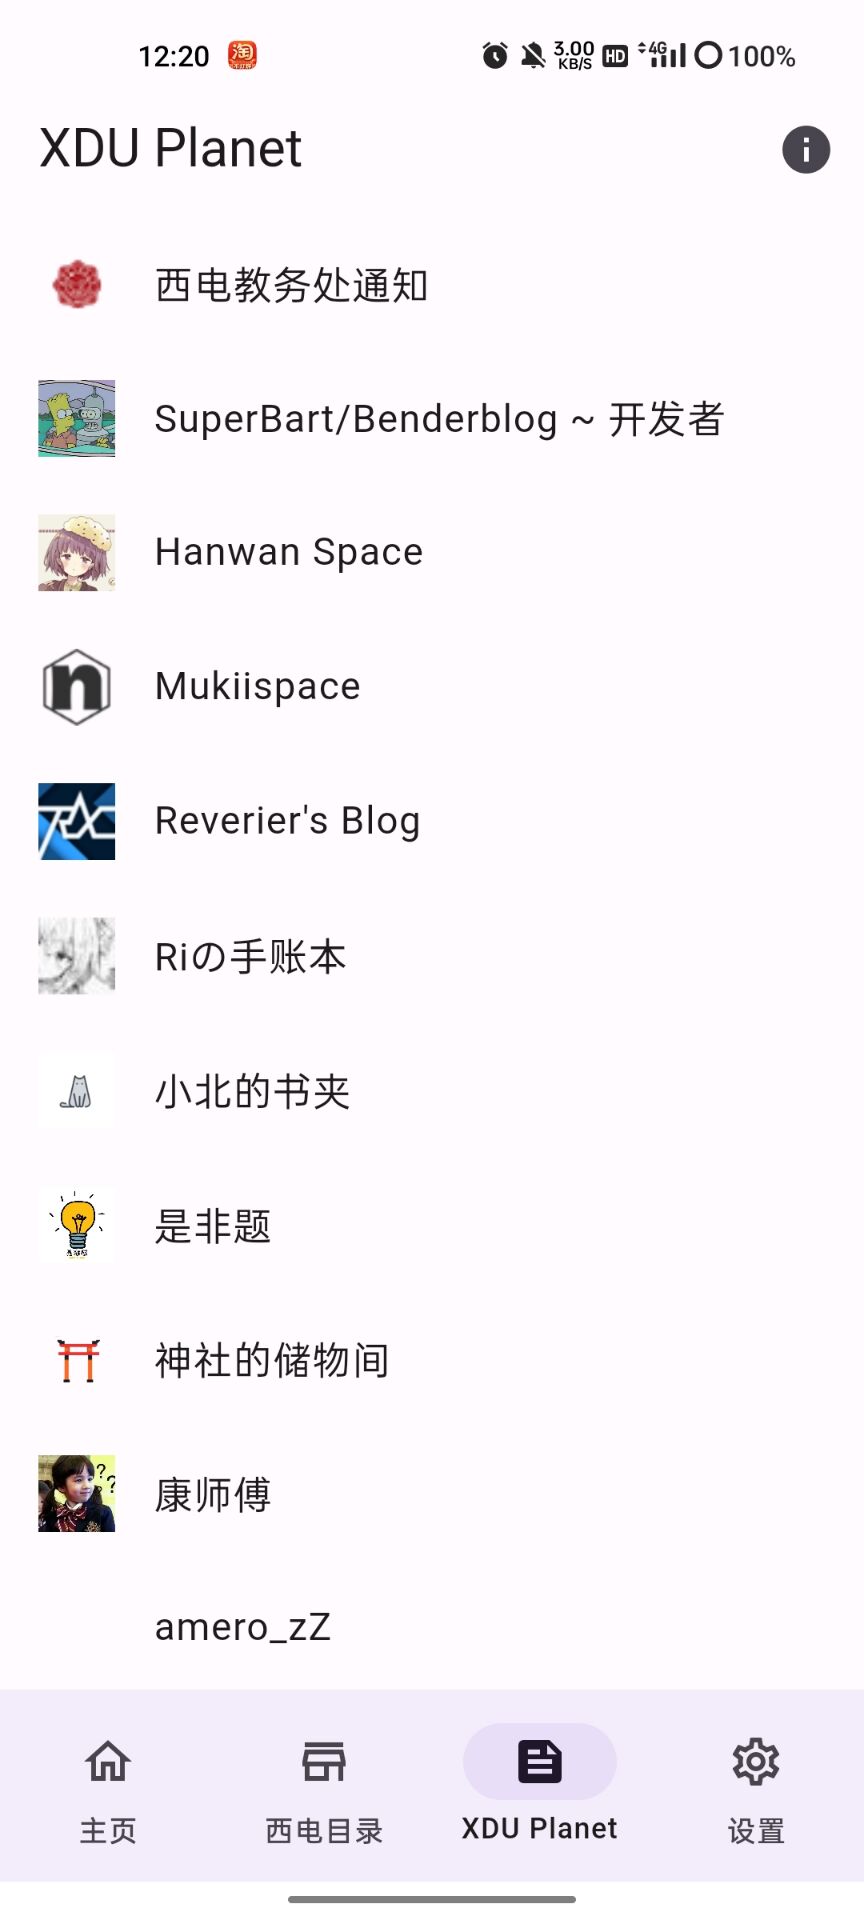 12:20
3.00 KB/S HD 4G 100%
XDU Planet
西电教务处通知
SuperBart/Benderblog ~ 开发者
Hanwan Space
Mukiispace
Reverier's Blog
Riの手账本
小北的书夹
是非题
神社的储物间
康师傅
amero_zZ
主页
西电目录
XDU Planet
设置